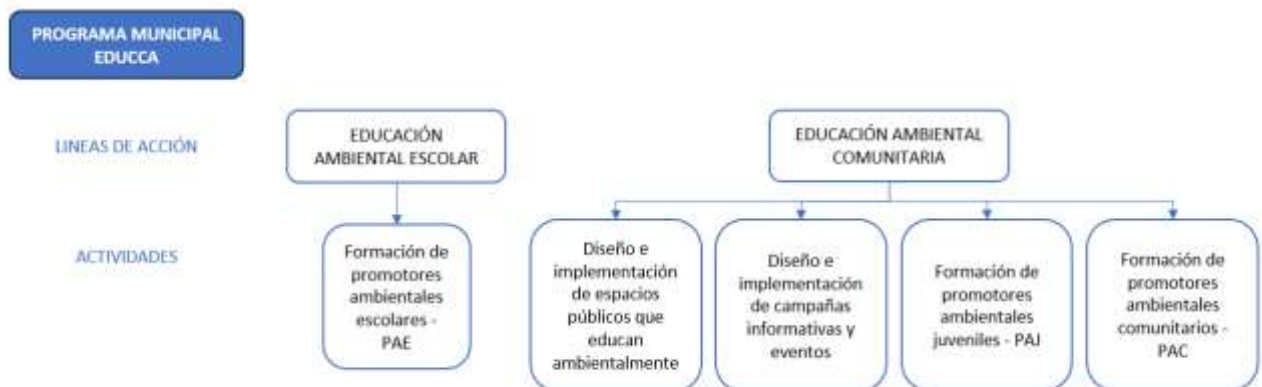 PROGRAMA MUNICIPAL
EDUCCA
LINEAS DE ACCIÓN
EDUCACIÓN
AMBIENTAL ESCOLAR
EDUCACIÓN AMBIENTAL
COMUNITARIA
ACTIVIDADES
Formación de
promotores
ambientales
escolares -
PAE
Diseño e
implementación
de espacios
públicos que
educan
ambientalmente
Diseño e
implementación
de campañas
informativas y
eventos
Formación de
promotores
ambientales
juveniles - PAJ
Formación de
promotores
ambientales
comunitarios -
PAC